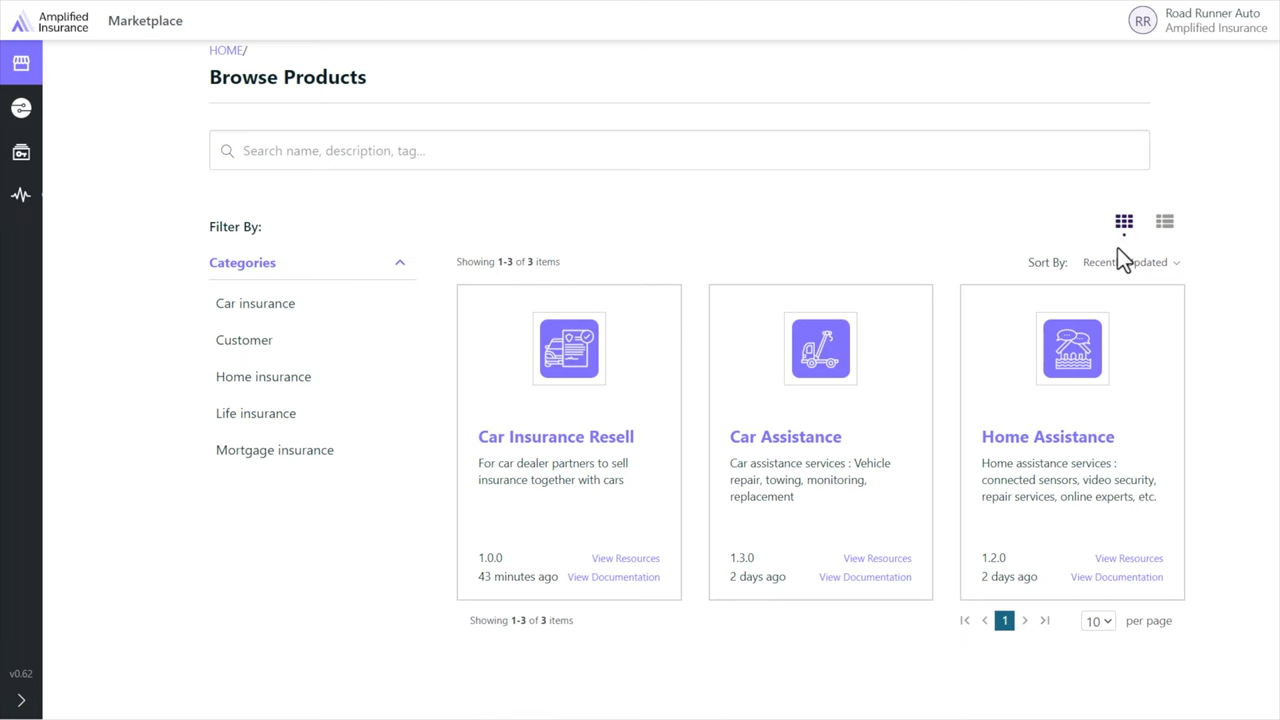 Amplified
Insurance
Marketplace
RR
Road Runner Auto
Amplified Insurance
HOME/
Browse Products
Search name, description, tag...
Filter By:
Categories
Showing 1-3 of 3 items
Sort By:
Car insurance
Customer
Home insurance
Life insurance
Mortgage insurance
Car Insurance Resell
For car dealer partners to sell
insurance together with cars
1.0.0
View Resources
43 minutes ago
View Documentation
Car Assistance
Car assistance services : Vehicle
repair, towing, monitoring,
replacement
1.3.0
View Resources
2 days ago
View Documentation
Home Assistance
Home assistance services :
connected sensors, video security,
repair services, online experts, etc.
1.2.0
View Resources
2 days ago
View Documentation
Showing 1-3 of 3 items
1
10
per page
v0.62